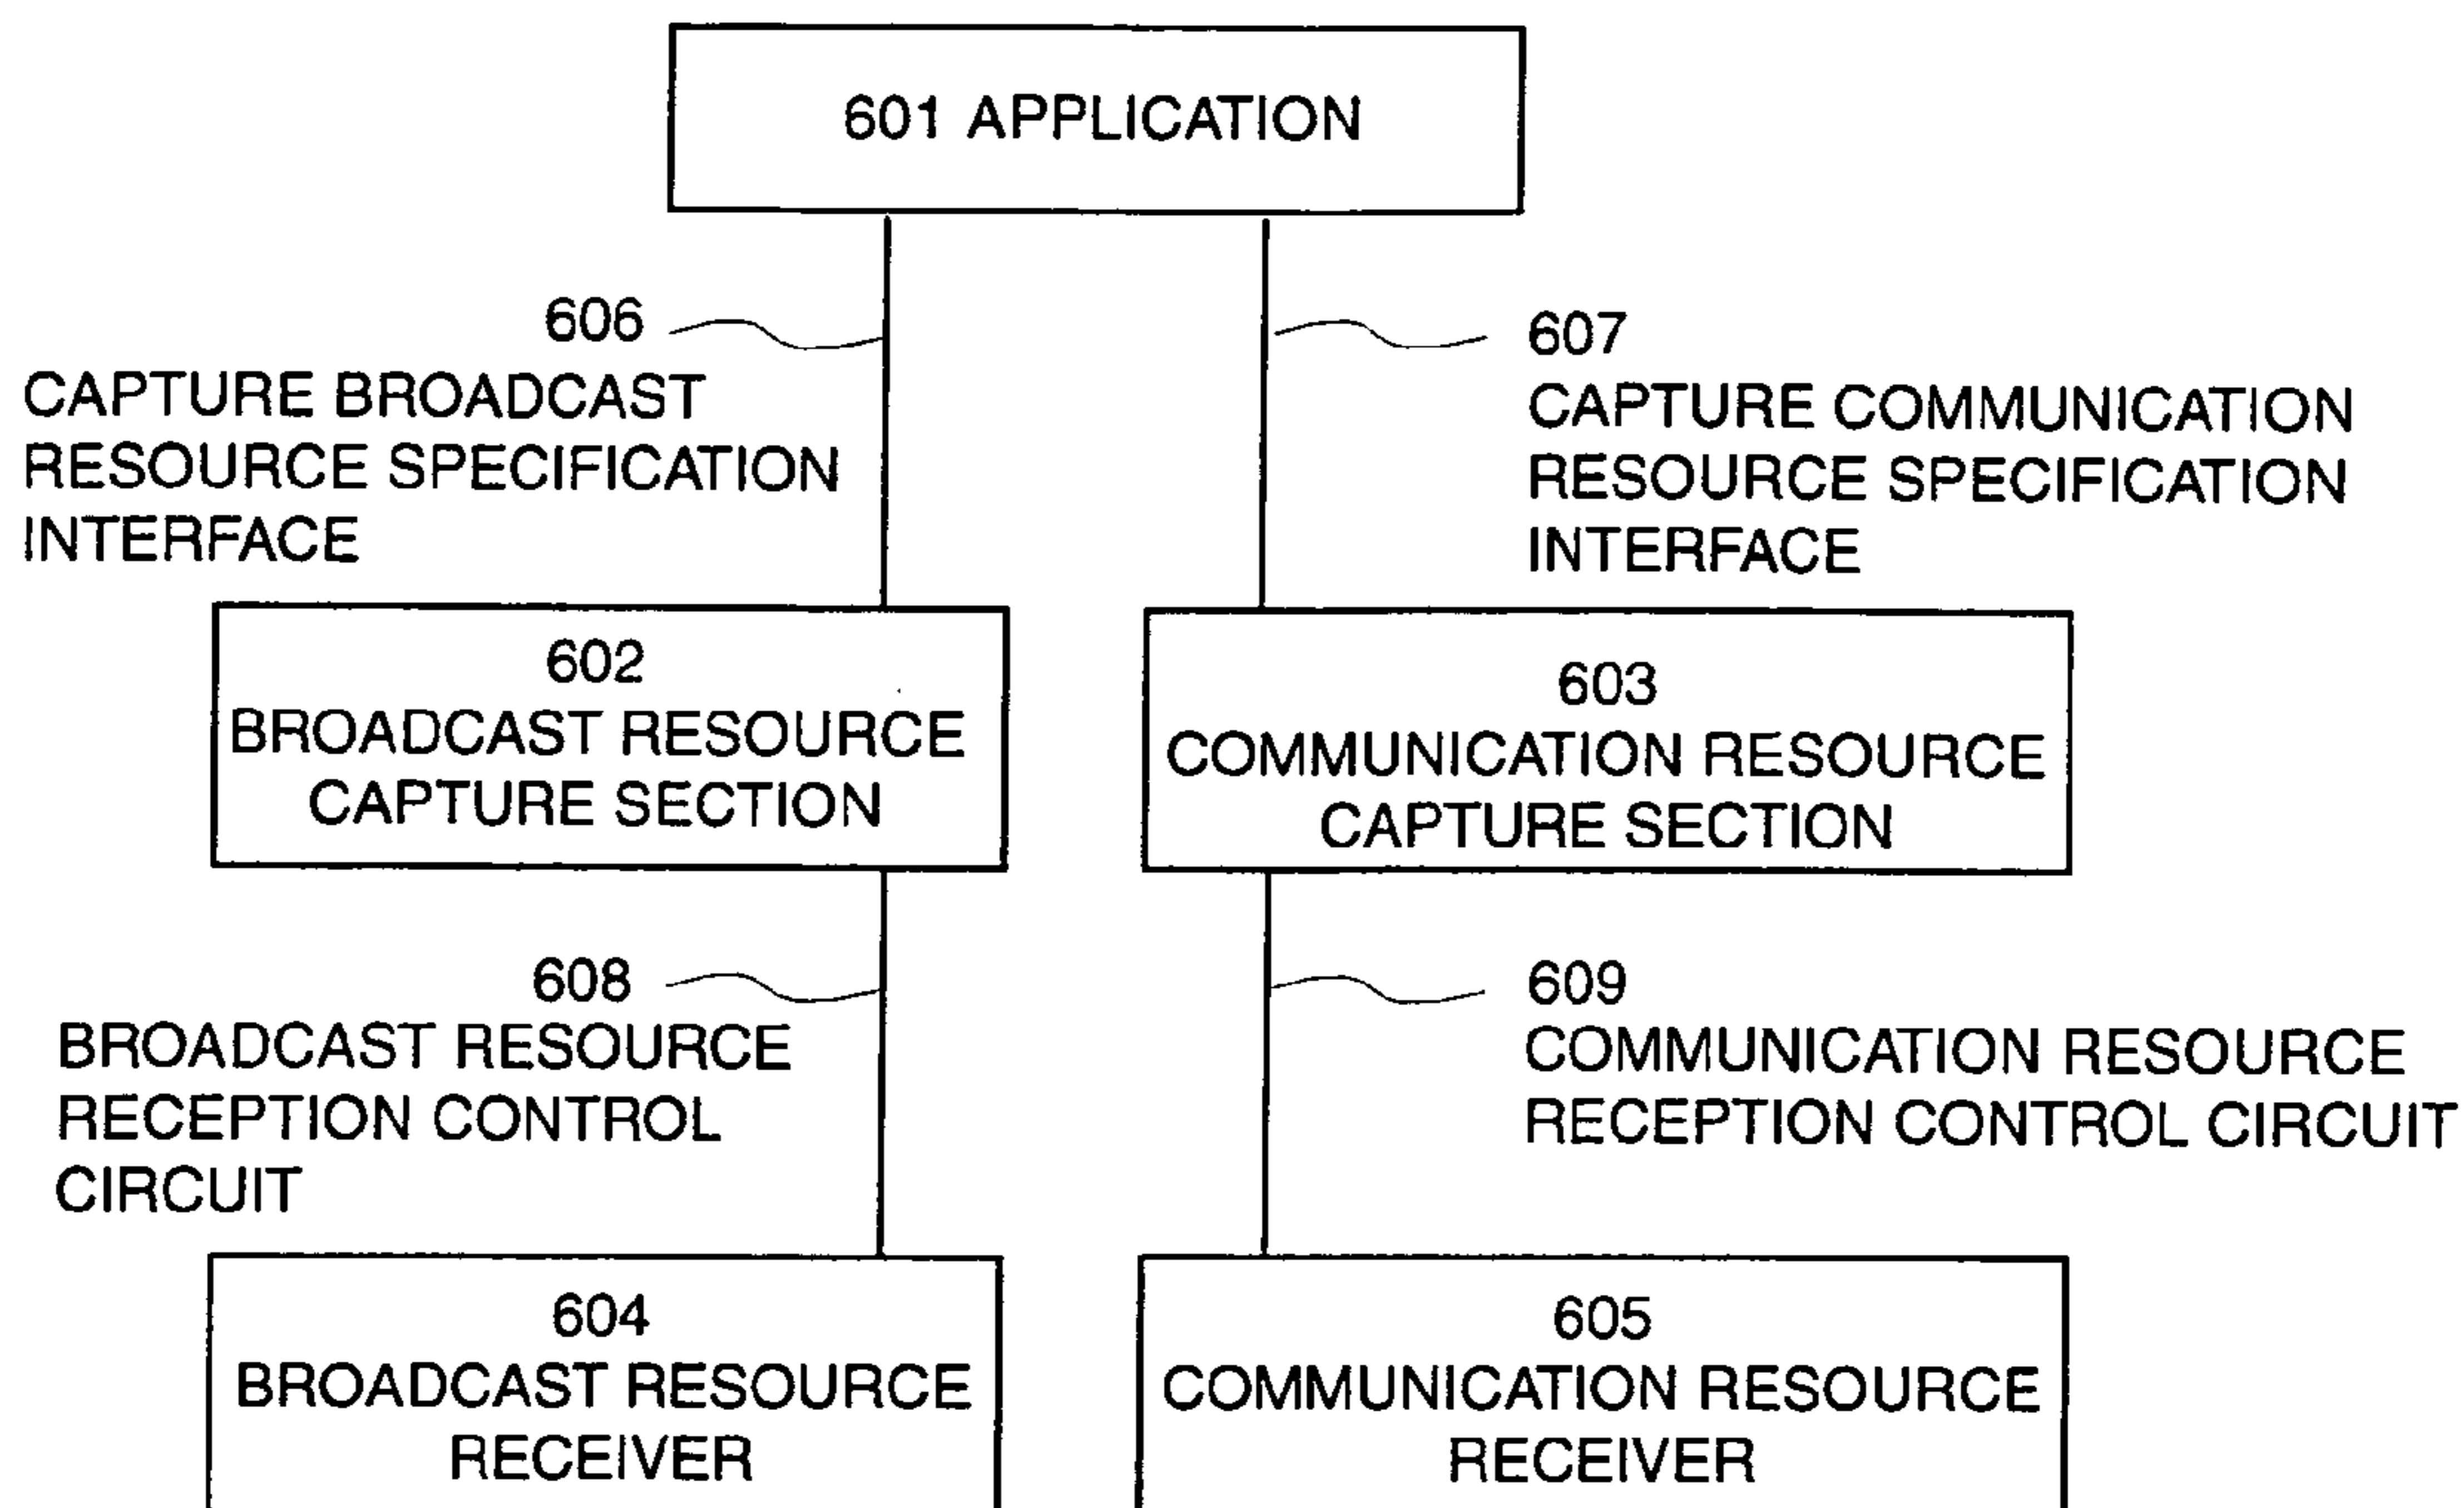 601 APPLICATION
606
CAPTURE BROADCAST
RESOURCE SPECIFICATION
INTERFACE
607
CAPTURE COMMUNICATION
RESOURCE SPECIFICATION
INTERFACE
602
BROADCAST RESOURCE
CAPTURE SECTION
603
COMMUNICATION RESOURCE
CAPTURE SECTION
608
BROADCAST RESOURCE
RECEPTION CONTROL
CIRCUIT
609
COMMUNICATION RESOURCE
RECEPTION CONTROL CIRCUIT
604
BROADCAST RESOURCE
RECEIVER
605
COMMUNICATION RESOURCE
RECEIVER